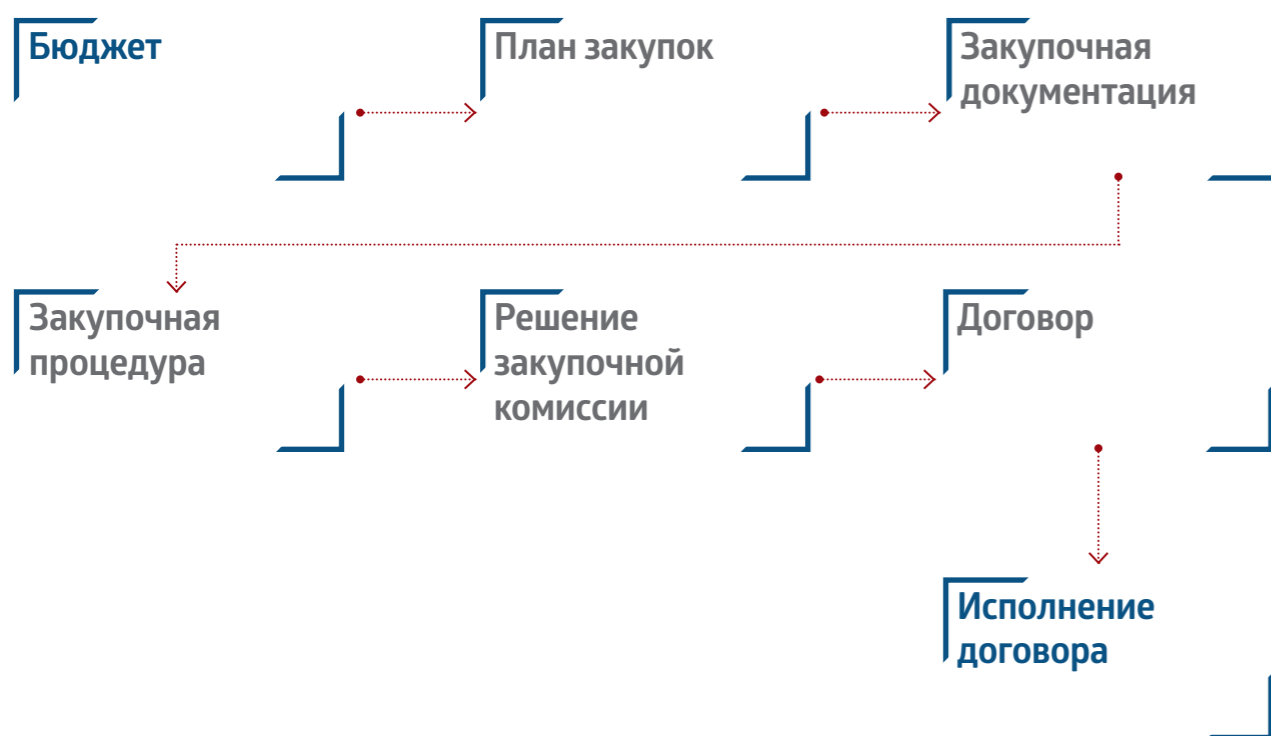 Бюджет
План закупок
Закупочная
документация
Закупочная
процедура
Решение
закупочной
комиссии
Договор
Исполнение
договора